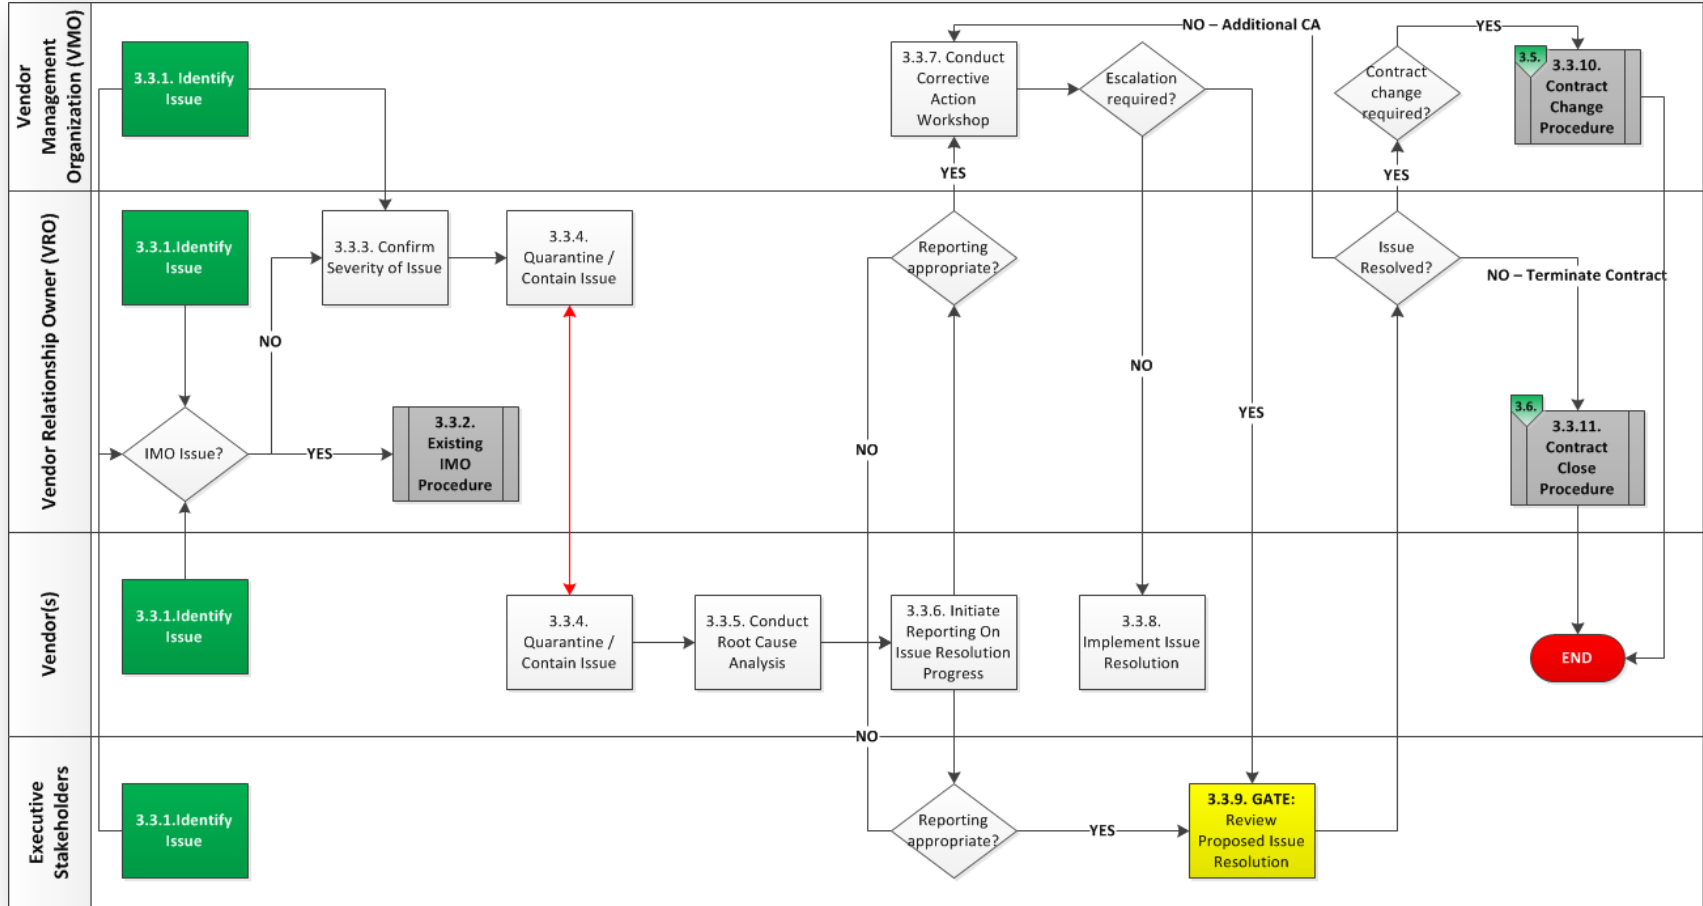 Vendor
Management
Organization (VMO)
3.3.1. Identify
Issue
3.3.7. Conduct
Corrective
Action
Workshop
Escalation
required?
NO – Additional CA
Contract
change
required?
YES
3.5.
3.3.10.
Contract
Change
Procedure
YES
YES
Vendor Relationship Owner (VRO)
3.3.1.Identify
Issue
3.3.3. Confirm
Severity of Issue
3.3.4.
Quarantine /
Contain Issue
Reporting
appropriate?
Issue
Resolved?
NO – Terminate Contract
NO
NO
YES
3.6.
3.3.11.
Contract
Close
Procedure
IMO Issue?
YES
3.3.2.
Existing
IMO
Procedure
NO
Vendor(s)
3.3.1.Identify
Issue
3.3.4.
Quarantine /
Contain Issue
3.3.5. Conduct
Root Cause
Analysis
3.3.6. Initiate
Reporting On
Issue Resolution
Progress
3.3.8.
Implement Issue
Resolution
END
NO
Executive
Stakeholders
3.3.1.Identify
Issue
Reporting
appropriate?
YES
3.3.9. GATE:
Review
Proposed Issue
Resolution